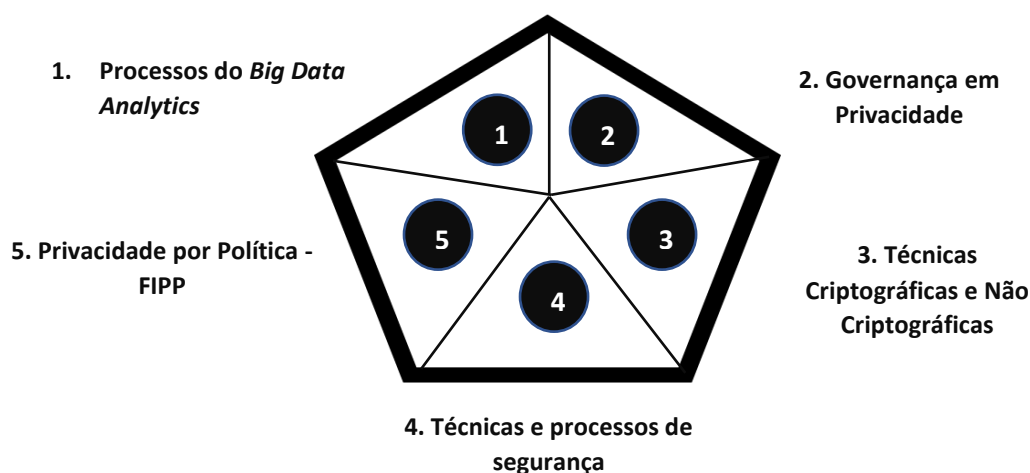 1. Processos do Big Data
Analytics
2. Governança em
Privacidade
1
2
5
3
4
5. Privacidade por Política -
FIPP
3. Técnicas
Criptográficas e Não
Criptográficas
4. Técnicas e processos de
segurança